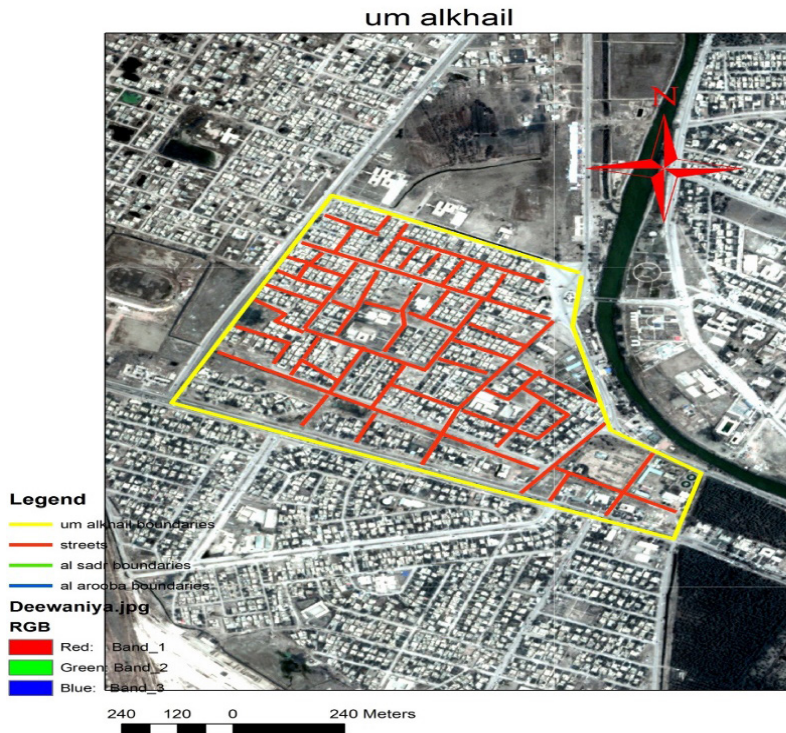 um alkhail
N
Legend
um alkhail boundaries
streets
al sadr boundaries
al arooba boundaries
Deewaniya.jpg
RGB
Red: Band_1
Green: Band_2
Blue: Band_3
240 120 0 240 Meters